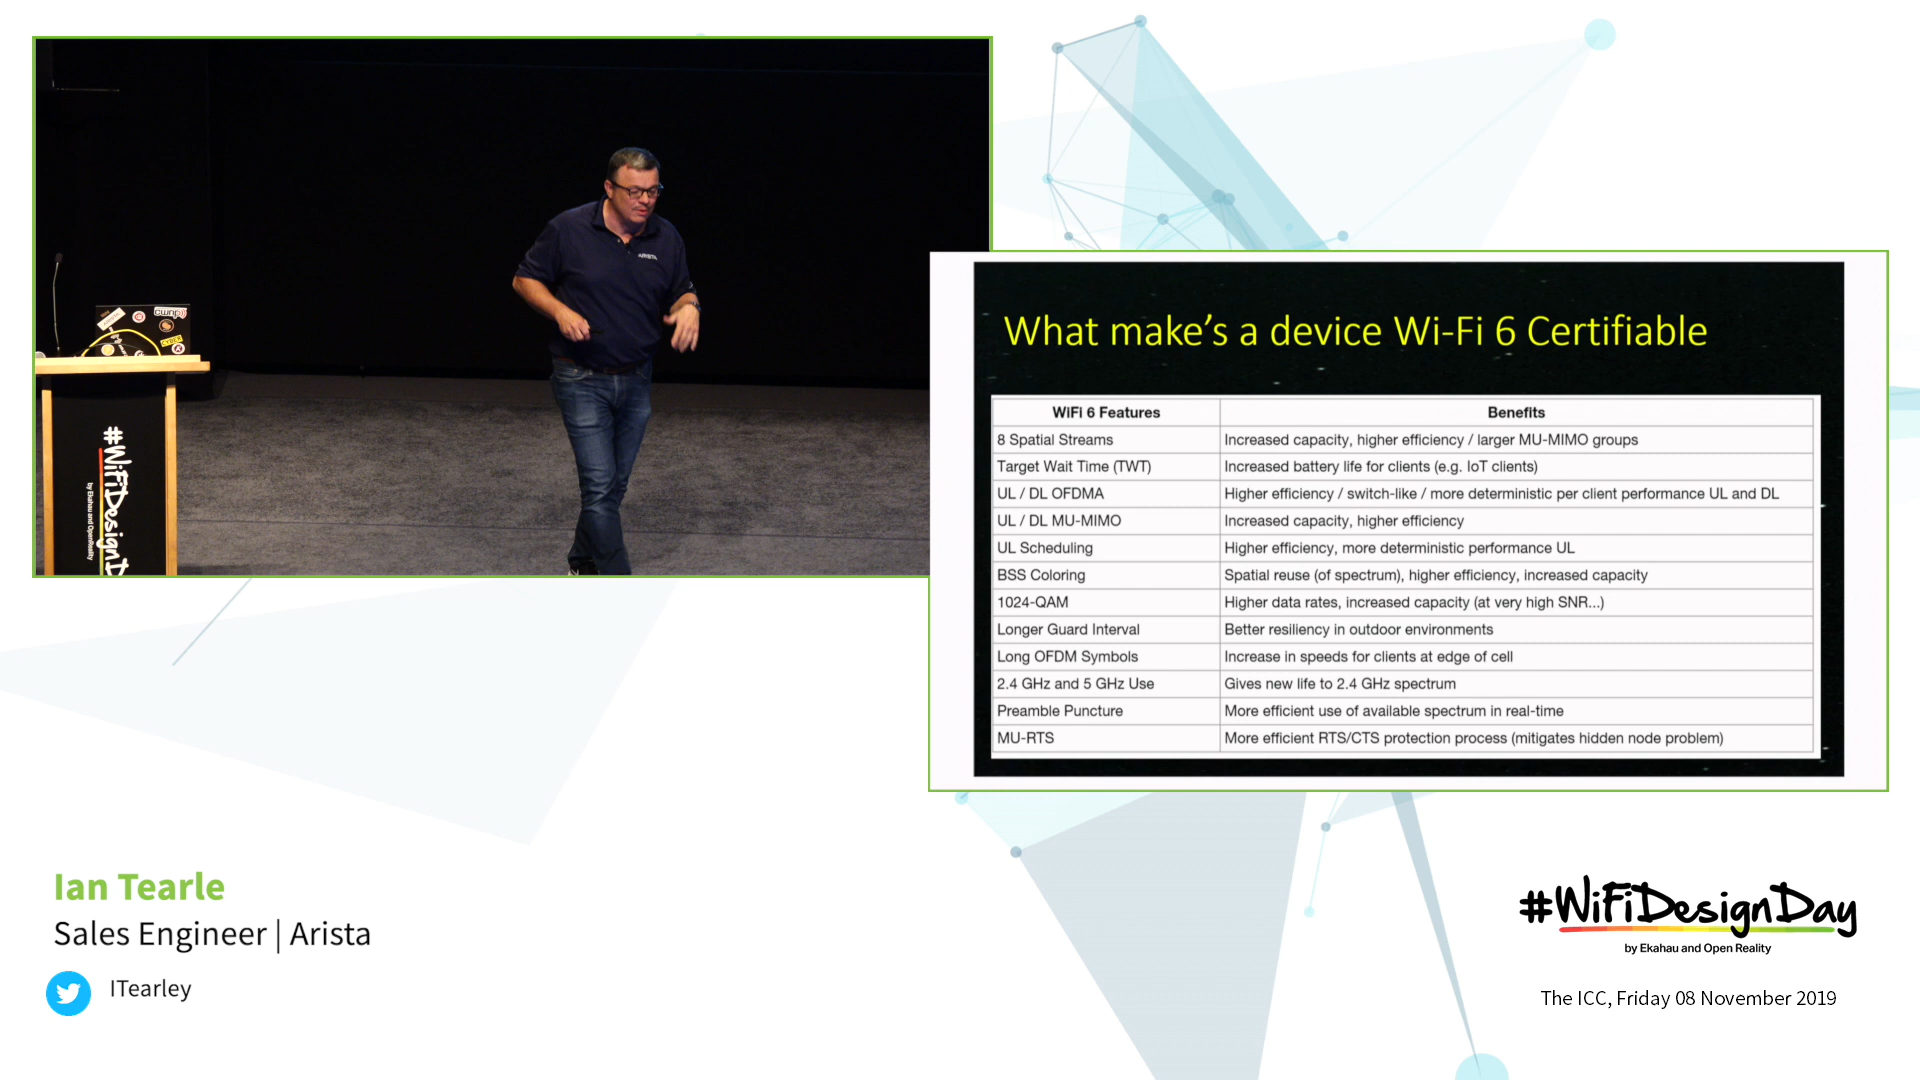 ARISTA
cwnp
CYBER
#WiFiDesignD
by Ekahau and OpenReality
What make's a device Wi-Fi 6 Certifiable
WiFi 6 Features Benefits
8 Spatial Streams Increased capacity, higher efficiency / larger MU-MIMO groups
Target Wait Time (TWT) Increased battery life for clients (e.g. IoT clients)
UL / DL OFDMA Higher efficiency / switch-like / more deterministic per client performance UL and DL
UL / DL MU-MIMO Increased capacity, higher efficiency
UL Scheduling Higher efficiency, more deterministic performance UL
BSS Coloring Spatial reuse (of spectrum), higher efficiency, increased capacity
1024-QAM Higher data rates, increased capacity (at very high SNR...)
Longer Guard Interval Better resiliency in outdoor environments
Long OFDM Symbols Increase in speeds for clients at edge of cell
2.4 GHz and 5 GHz Use Gives new life to 2.4 GHz spectrum
Preamble Puncture More efficient use of available spectrum in real-time
MU-RTS More efficient RTS/CTS protection process (mitigates hidden node problem)
Ian Tearle
Sales Engineer | Arista
ITearley
#WiFiDesignDay
by Ekahau and Open Reality
The ICC, Friday 08 November 2019